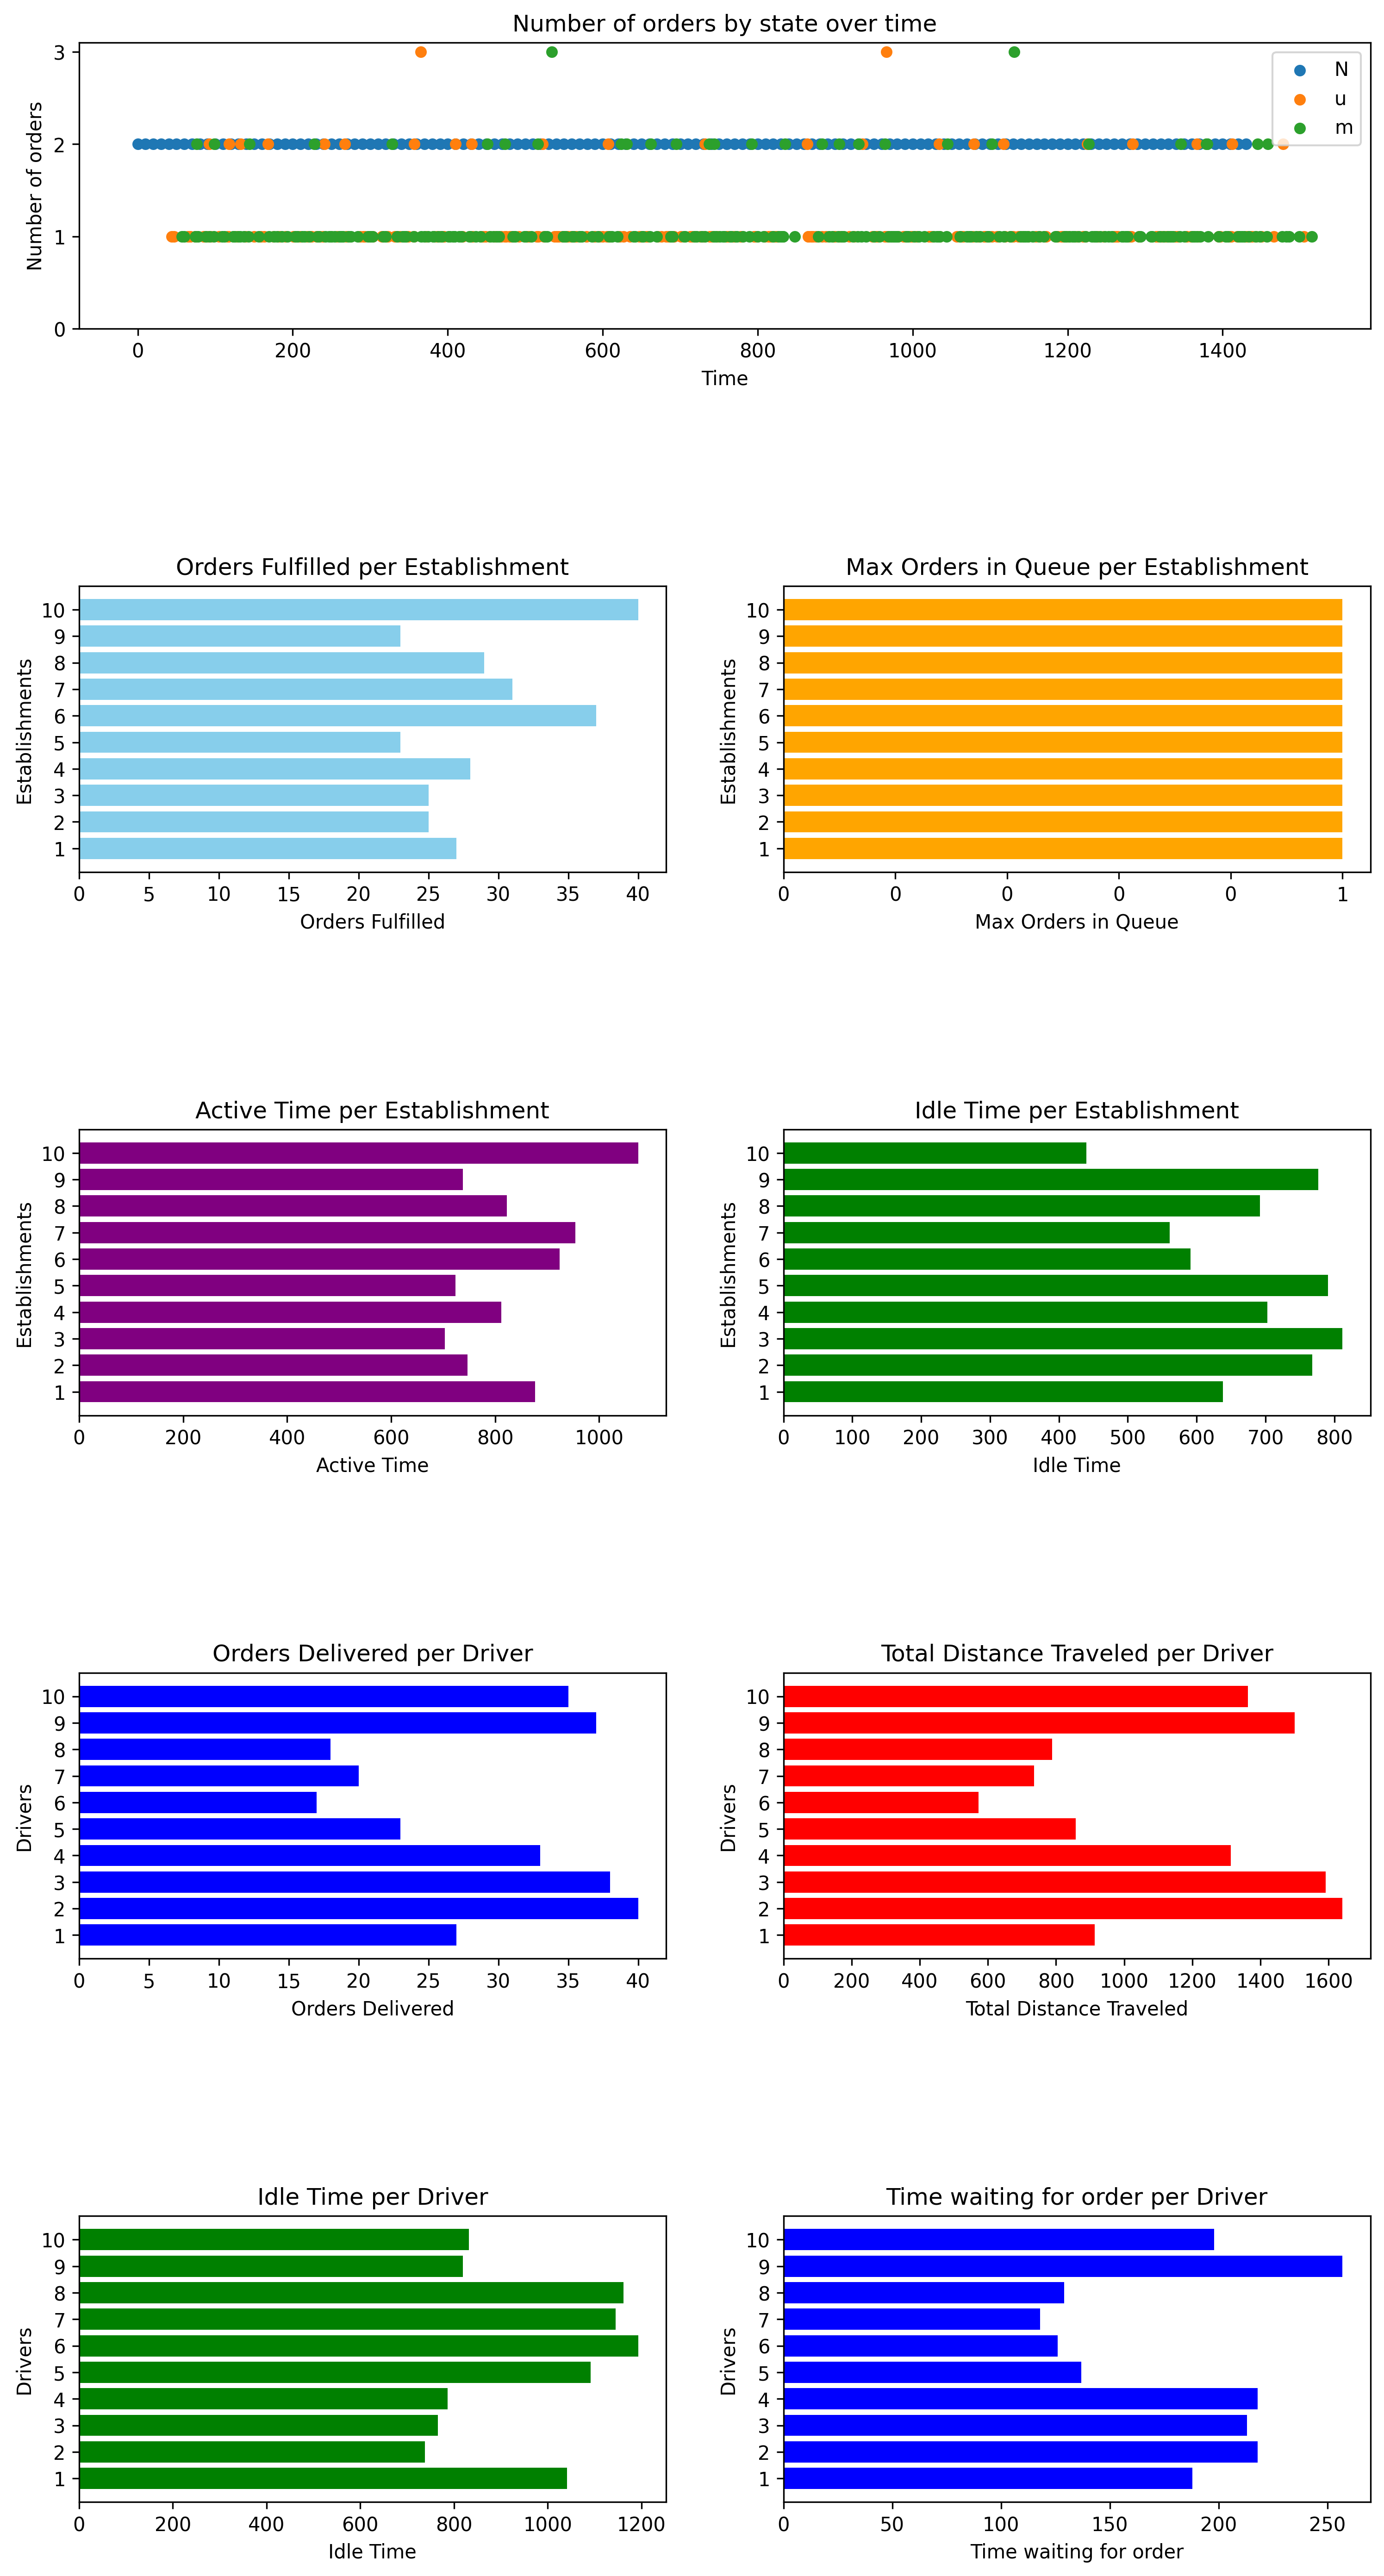 Number of orders by state over time
3
2
1
0
Number of orders
N
u
m
0 200 400 600 800 1000 1200 1400
Time
Orders Fulfilled per Establishment
10
9
8
7
6
5
4
3
2
1
Establishments
0 5 10 15 20 25 30 35 40
Orders Fulfilled
Max Orders in Queue per Establishment
10
9
8
7
6
5
4
3
2
1
Establishments
0 0 0 0 0 1
Max Orders in Queue
Active Time per Establishment
10
9
8
7
6
5
4
3
2
1
Establishments
0 200 400 600 800 1000
Active Time
Idle Time per Establishment
10
9
8
7
6
5
4
3
2
1
Establishments
0 100 200 300 400 500 600 700 800
Idle Time
Orders Delivered per Driver
10
9
8
7
6
5
4
3
2
1
Drivers
0 5 10 15 20 25 30 35 40
Orders Delivered
Total Distance Traveled per Driver
10
9
8
7
6
5
4
3
2
1
Drivers
0 200 400 600 800 1000 1200 1400 1600
Total Distance Traveled
Idle Time per Driver
10
9
8
7
6
5
4
3
2
1
Drivers
0 200 400 600 800 1000 1200
Idle Time
Time waiting for order per Driver
10
9
8
7
6
5
4
3
2
1
Drivers
0 50 100 150 200 250
Time waiting for order